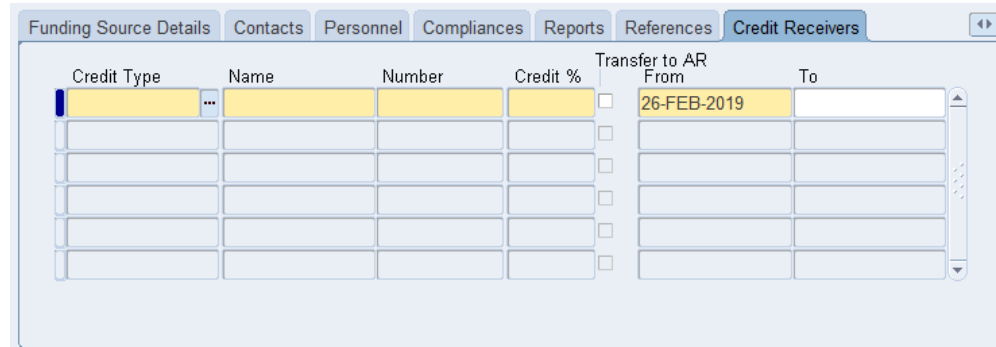 Funding Source Details Contacts Personnel Compliances Reports References Credit Receivers
Transfer to AR
Credit Type Name Number Credit % From To
... 26-FEB-2019